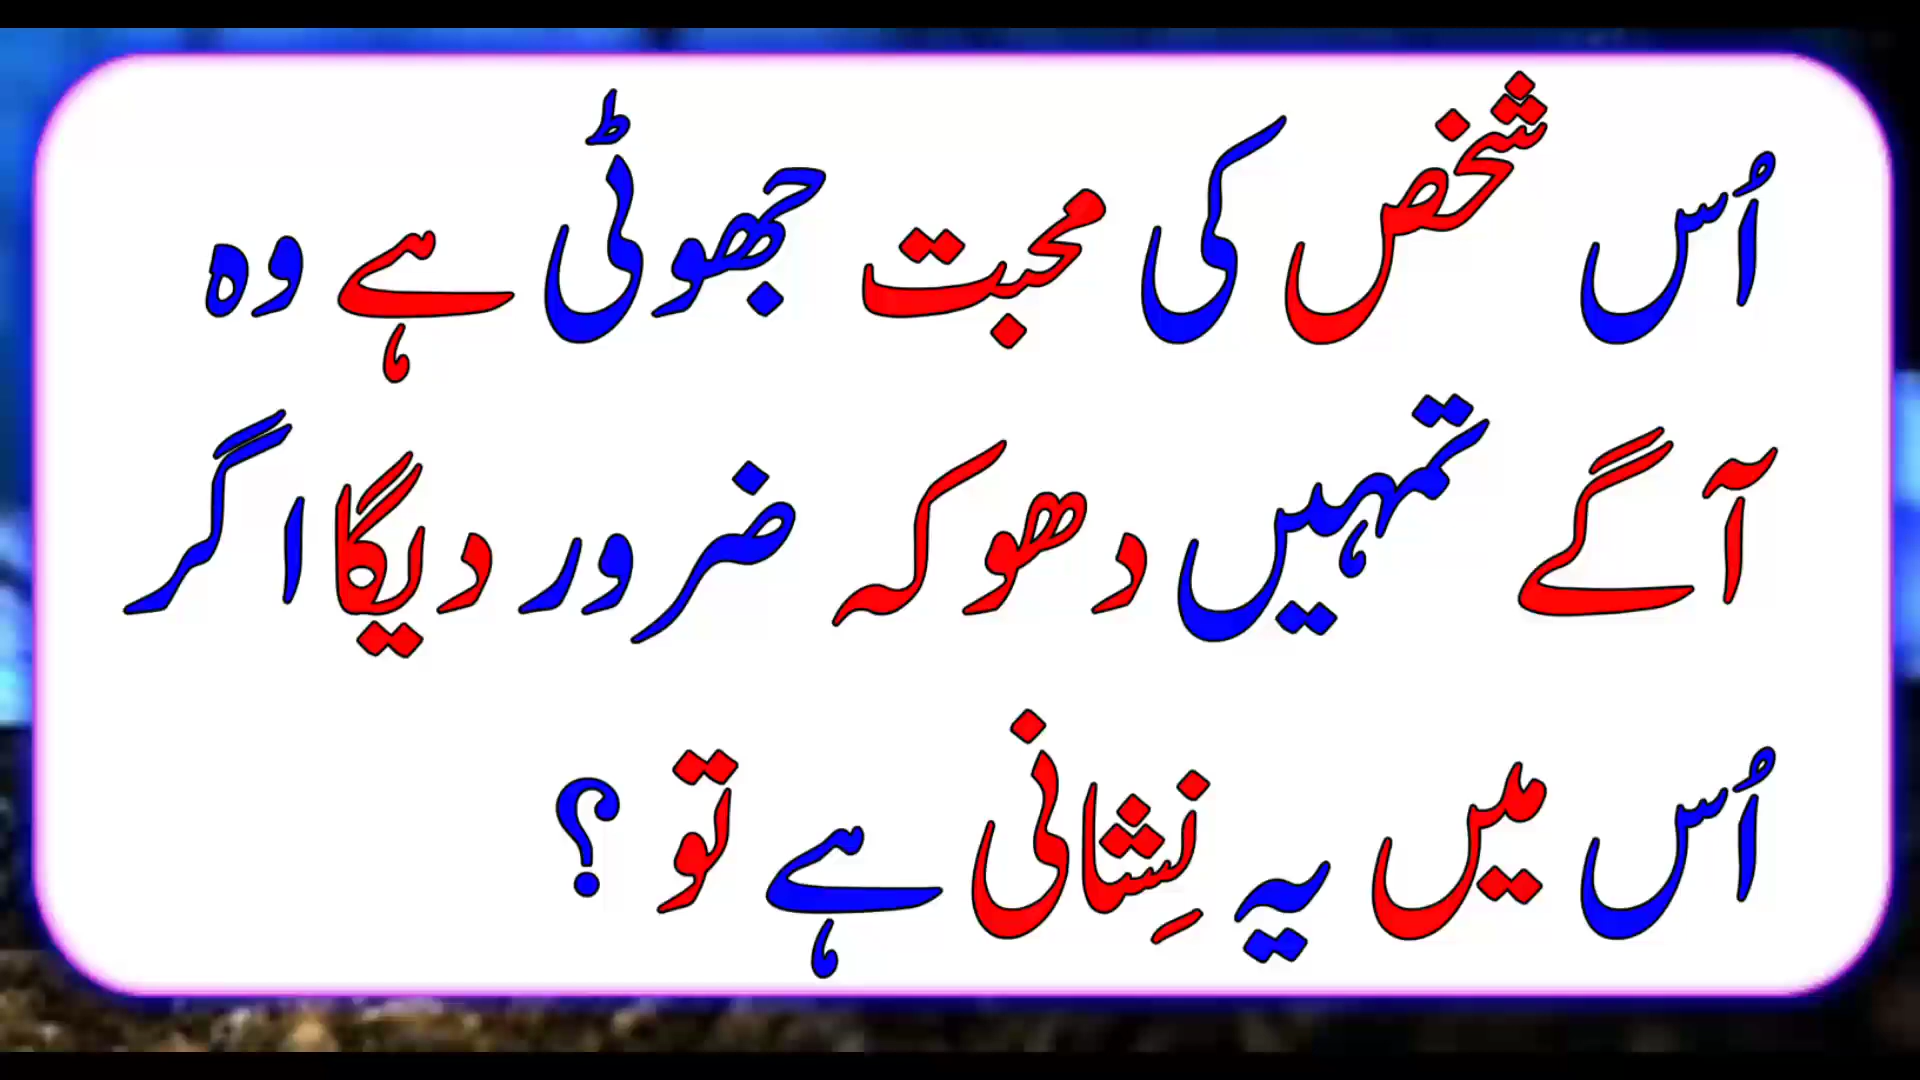 اُس شخص کی محبت جھوٹی ہے وہ
آگے تمہیں دھوکہ ضرور دیگا اگر
اُس میں یہ نِشانی ہے تو ؟